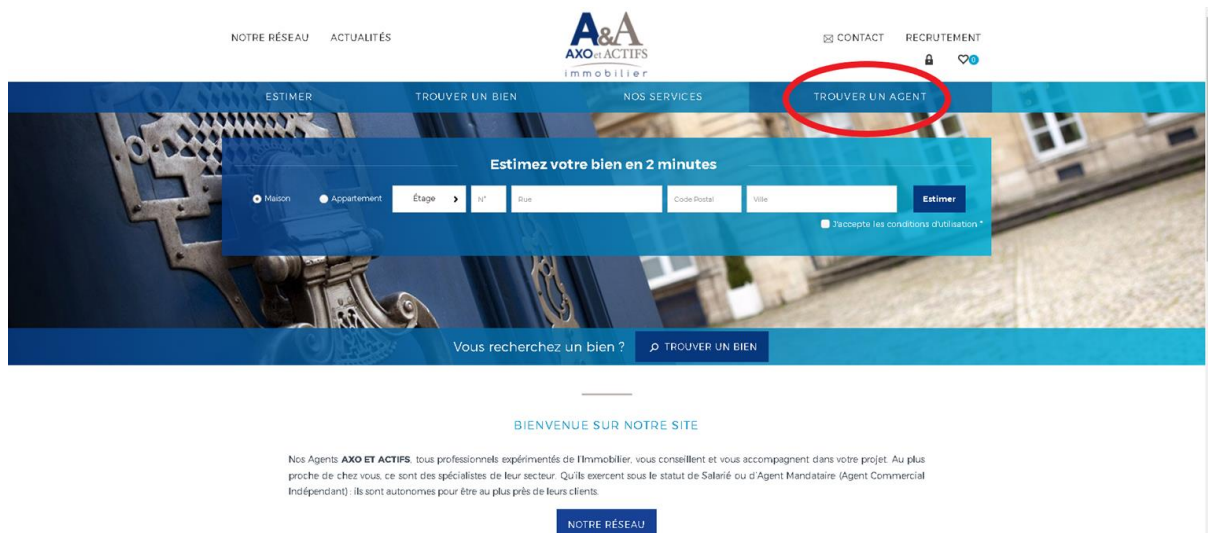 NOTRE RÉSEAU ACTUALITÉS
A&A
AXO et ACTIFS
immobilier
CONTACT RECRUTEMENT
0
ESTIMER TROUVER UN BIEN NOS SERVICES TROUVER UN AGENT
Estimez votre bien en 2 minutes
Maison Appartement Étage N° Rue Code Postal Ville Estimer
J'accepte les conditions d'utilisation *
Vous recherchez un bien ? TROUVER UN BIEN
BIENVENUE SUR NOTRE SITE
Nos Agents AXO ET ACTIFS, tous professionnels expérimentés de l'Immobilier, vous conseillent et vous accompagnent dans votre projet. Au plus
proche de chez vous, ce sont des spécialistes de leur secteur. Qu'ils exercent sous le statut de Salarié ou d'Agent Mandataire (Agent Commercial
Indépendant) : ils sont autonomes pour être au plus près de leurs clients.
NOTRE RÉSEAU